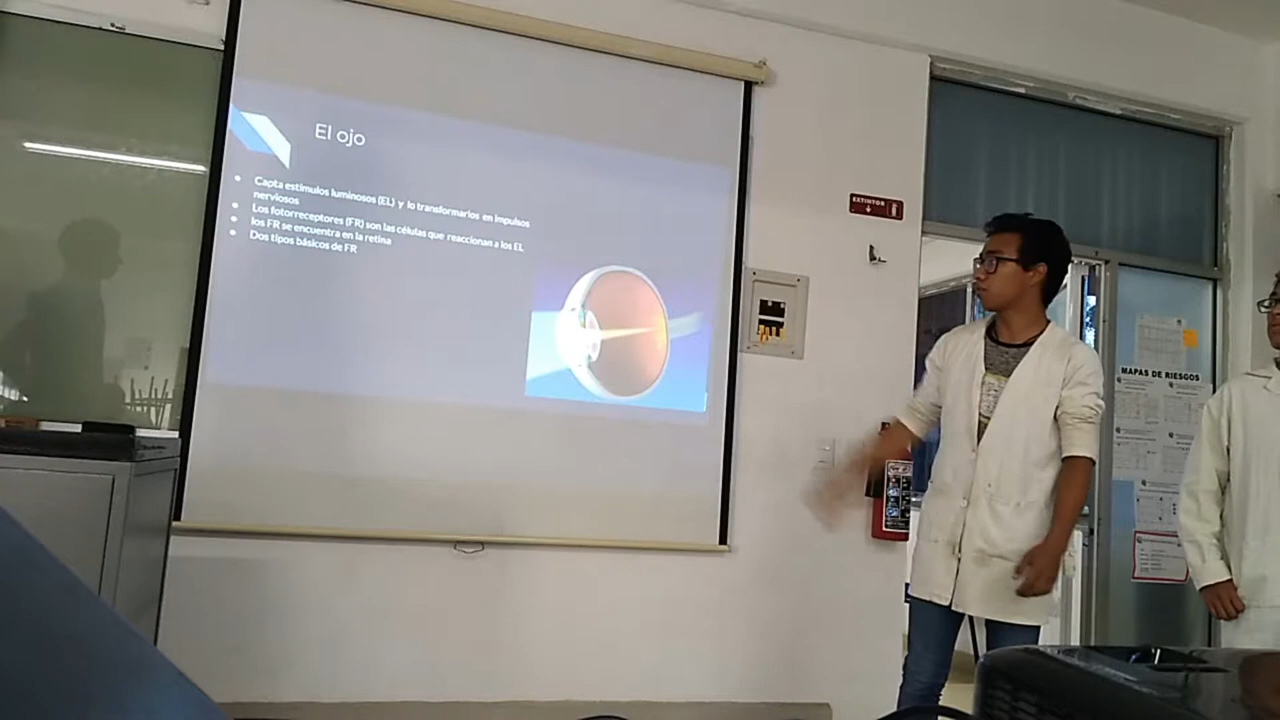 El ojo
Capta estímulos luminosos (EL) y lo transformarlos en impulsos
nerviosos
Los fotorreceptores (FR) son las células que reaccionan a los EL
los FR se encuentra en la retina
Dos tipos básicos de FR
EXTINTOR
MAPAS DE RIESGOS